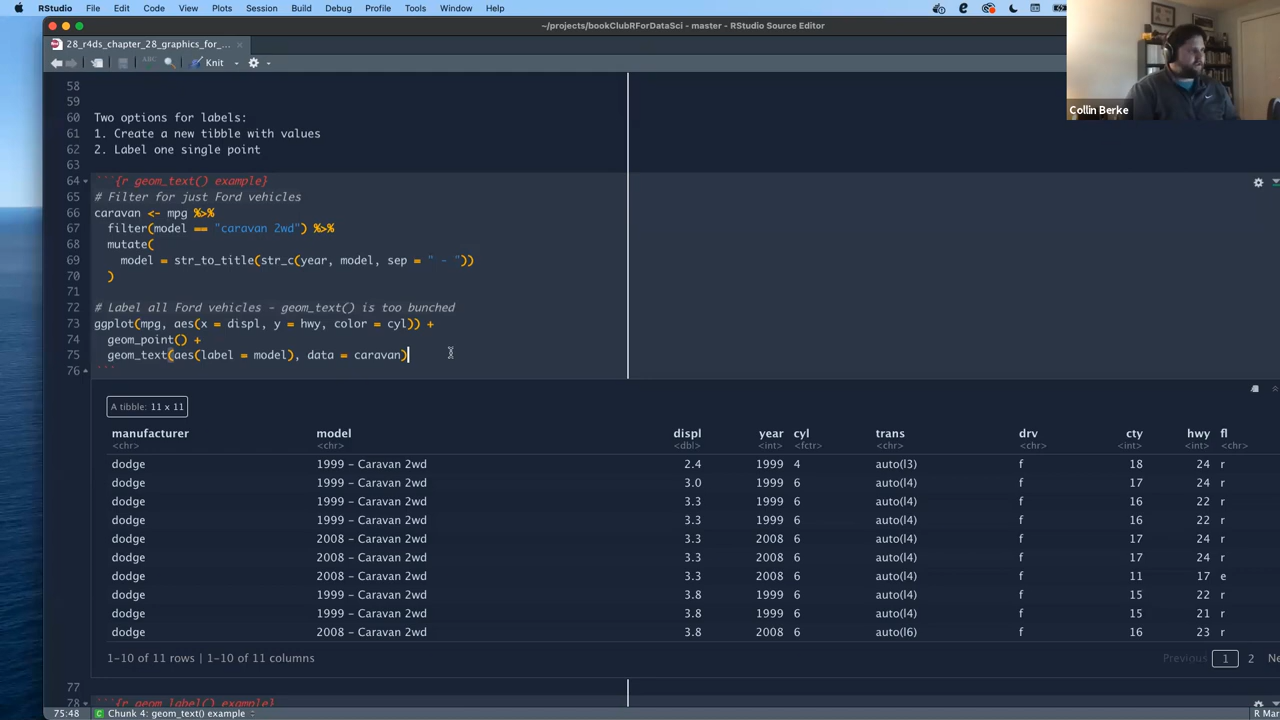 RStudio File Edit Code View Plots Session Build Debug Profile Tools Window Help
~/projects/bookClubRForDataSci - master - RStudio Source Editor
28_r4ds_chapter_28_graphics_for_...
ABC Knit
Collin Berke
58
59
60 Two options for labels:
61 1. Create a new tibble with values
62 2. Label one single point
63
64 ```{r geom_text() example}
65 # Filter for just Ford vehicles
66 caravan <- mpg %>%
67 filter(model == "caravan 2wd") %>%
68 mutate(
69 model = str_to_title(str_c(year, model, sep = " - "))
70 )
71
72 # Label all Ford vehicles - geom_text() is too bunched
73 ggplot(mpg, aes(x = displ, y = hwy, color = cyl)) +
74 geom_point() +
75 geom_text(aes(label = model), data = caravan)
76 ```
A tibble: 11 x 11
manufacturer model displ year cyl trans drv cty hwy fl
<chr> <chr> <dbl> <int> <fctr> <chr> <chr> <int> <int> <chr>
dodge 1999 - Caravan 2wd 2.4 1999 4 auto(l3) f 18 24 r
dodge 1999 - Caravan 2wd 3.0 1999 6 auto(l4) f 17 24 r
dodge 1999 - Caravan 2wd 3.3 1999 6 auto(l4) f 16 22 r
dodge 1999 - Caravan 2wd 3.3 1999 6 auto(l4) f 16 22 r
dodge 2008 - Caravan 2wd 3.3 2008 6 auto(l4) f 17 24 r
dodge 2008 - Caravan 2wd 3.3 2008 6 auto(l4) f 17 24 r
dodge 2008 - Caravan 2wd 3.3 2008 6 auto(l4) f 11 17 e
dodge 1999 - Caravan 2wd 3.8 1999 6 auto(l4) f 15 22 r
dodge 1999 - Caravan 2wd 3.8 1999 6 auto(l4) f 15 21 r
dodge 2008 - Caravan 2wd 3.8 2008 6 auto(l6) f 16 23 r
1-10 of 11 rows | 1-10 of 11 columns Previous 1 2 Ne
77
78 ```{r geom_label() example}
75:48 Chunk 4: geom_text() example R Mar